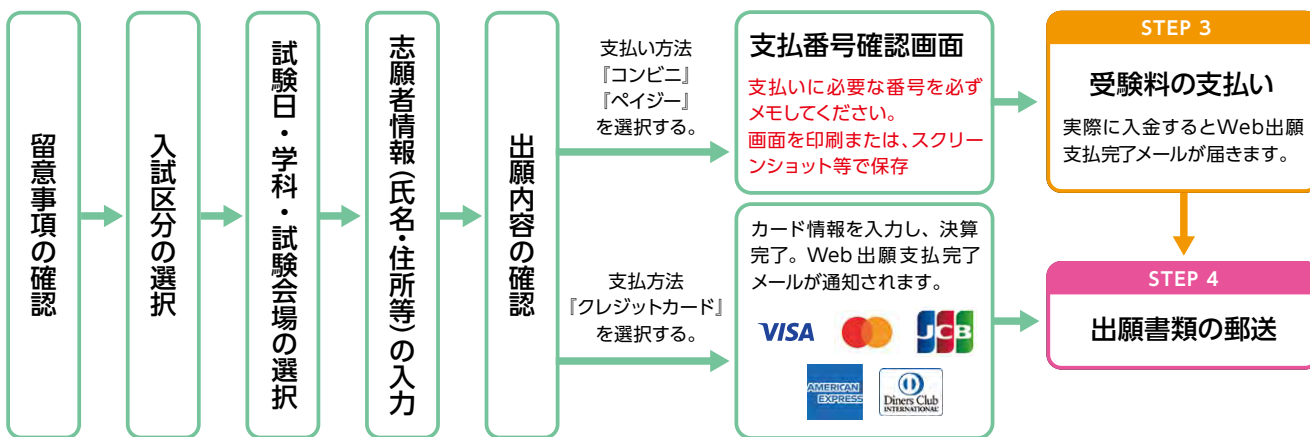 留意事項の確認
入試区分の選択
試験日・学科・試験会場の選択
志願者情報(氏名・住所等)の入力
出願内容の確認
支払い方法
『コンビニ』
『ペイジー』
を選択する。
支払番号確認画面
支払いに必要な番号を必ず
メモしてください。
画面を印刷または、スクリー
ンショット等で保存
STEP 3
受験料の支払い
実際に入金するとWeb出願
支払完了メールが届きます。
支払方法
『クレジットカード』
を選択する。
カード情報を入力し、決算
完了。Web出願支払完了
メールが通知されます。
VISA
JCB
AMERICAN
EXPRESS
Diners Club
INTERNATIONAL
STEP 4
出願書類の郵送